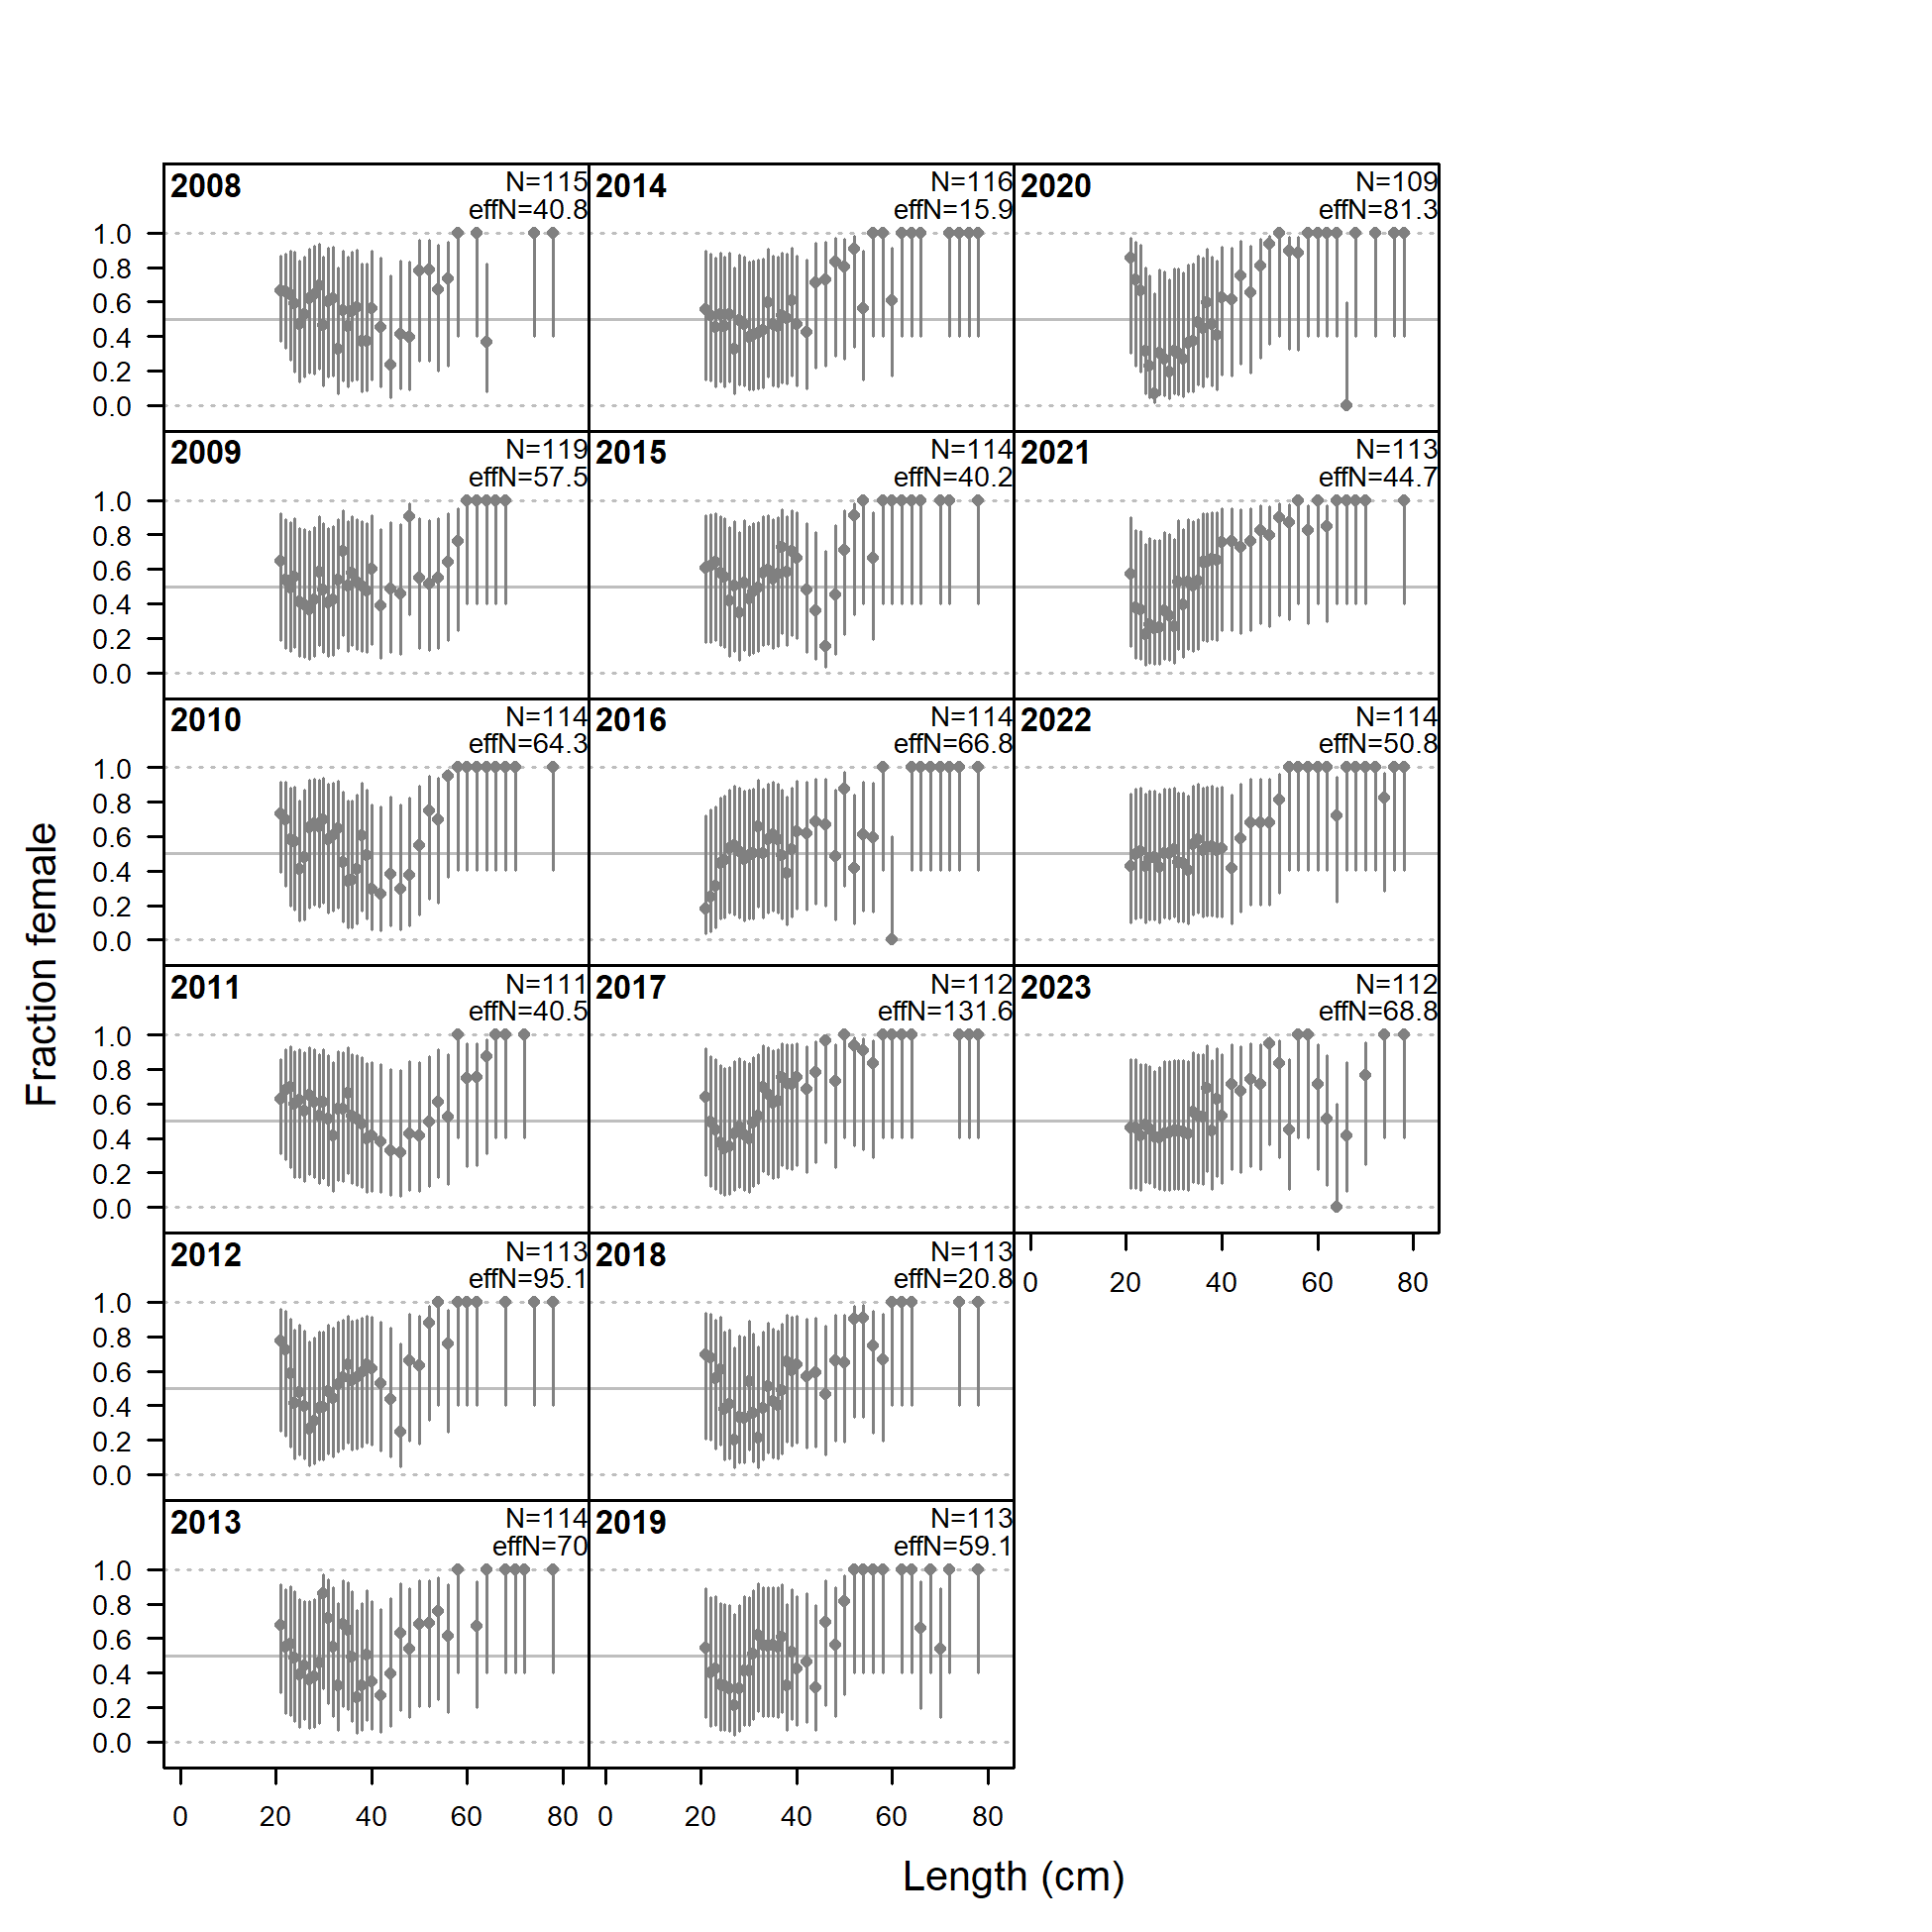 2008
N=115
effN=40.8
2014
N=116
effN=15.9
2020
N=109
effN=81.3
1.0
0.8
0.6
0.4
0.2
0.0
2009
N=119
effN=57.5
2015
N=114
effN=40.2
2021
N=113
effN=44.7
1.0
0.8
0.6
0.4
0.2
0.0
2010
N=114
effN=64.3
2016
N=114
effN=66.8
2022
N=114
effN=50.8
1.0
0.8
0.6
0.4
0.2
0.0
2011
N=111
effN=40.5
2017
N=112
effN=131.6
2023
N=112
effN=68.8
1.0
0.8
0.6
0.4
0.2
0.0
2012
N=113
effN=95.1
2018
N=113
effN=20.8
0 20 40 60 80
1.0
0.8
0.6
0.4
0.2
0.0
2013
N=114
effN=70
2019
N=113
effN=59.1
1.0
0.8
0.6
0.4
0.2
0.0
0 20 40 60 80 0 20 40 60 80
Fraction female
Length (cm)